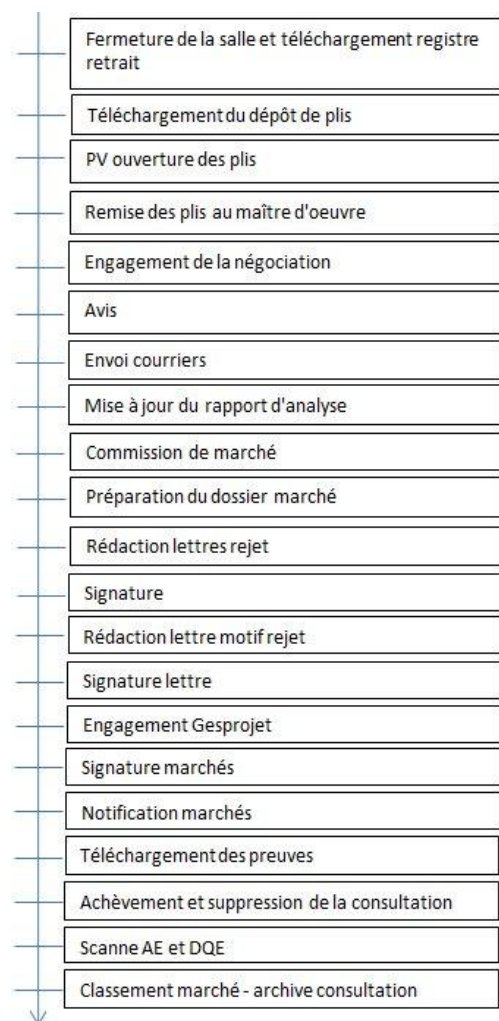 Fermeture de la salle et téléchargement registre
retrait
Téléchargement du dépôt de plis
PV ouverture des plis
Remise des plis au maître d'oeuvre
Engagement de la négociation
Avis
Envoi courriers
Mise à jour du rapport d'analyse
Commission de marché
Préparation du dossier marché
Rédaction lettres rejet
Signature
Rédaction lettre motif rejet
Signature lettre
Engagement Gesprojet
Signature marchés
Notification marchés
Téléchargement des preuves
Achèvement et suppression de la consultation
Scanne AE et DQE
Classement marché - archive consultation